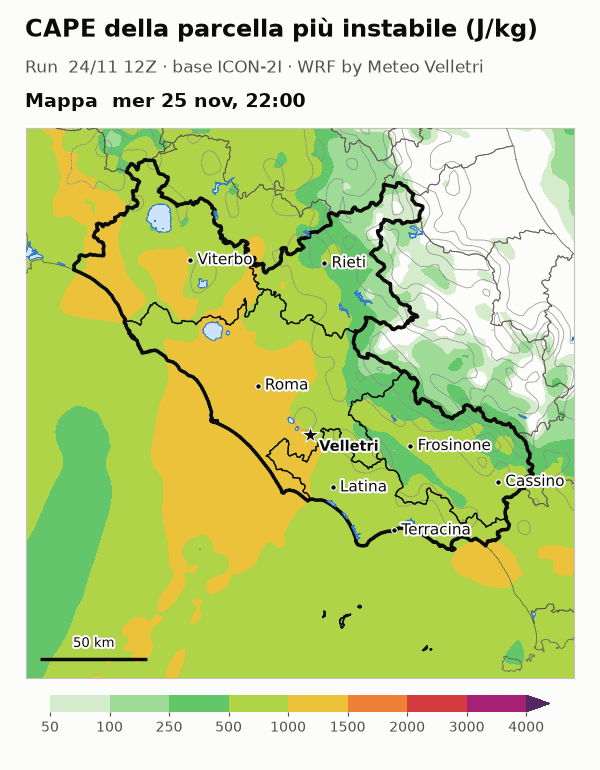 CAPE della parcella più instabile (J/kg)
Run  24/11 12Z · base ICON-2I · WRF by Meteo Velletri
Mappa  mer 25 nov, 22:00
Viterbo
Rieti
Roma
Velletri
Frosinone
Latina
Cassino
Terracina
50 km
50 100 250 500 1000 1500 2000 3000 4000